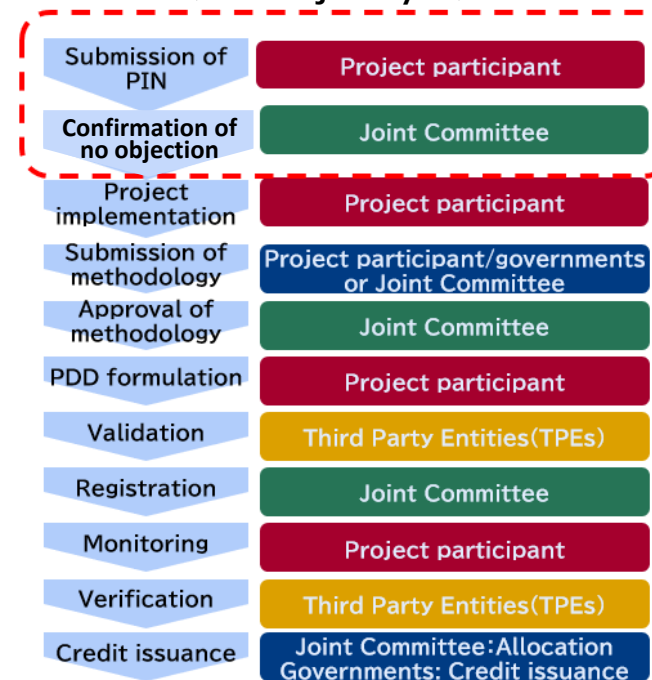 Submission of
PIN
Project participant
Confirmation of
no objection
Joint Committee
Project
implementation
Project participant
Submission of
methodology
Project participant/governments
or Joint Committee
Approval of
methodology
Joint Committee
PDD formulation
Project participant
Validation
Third Party Entities(TPEs)
Registration
Joint Committee
Monitoring
Project participant
Verification
Third Party Entities(TPEs)
Credit issuance
Joint Committee:Allocation
Governments: Credit issuance